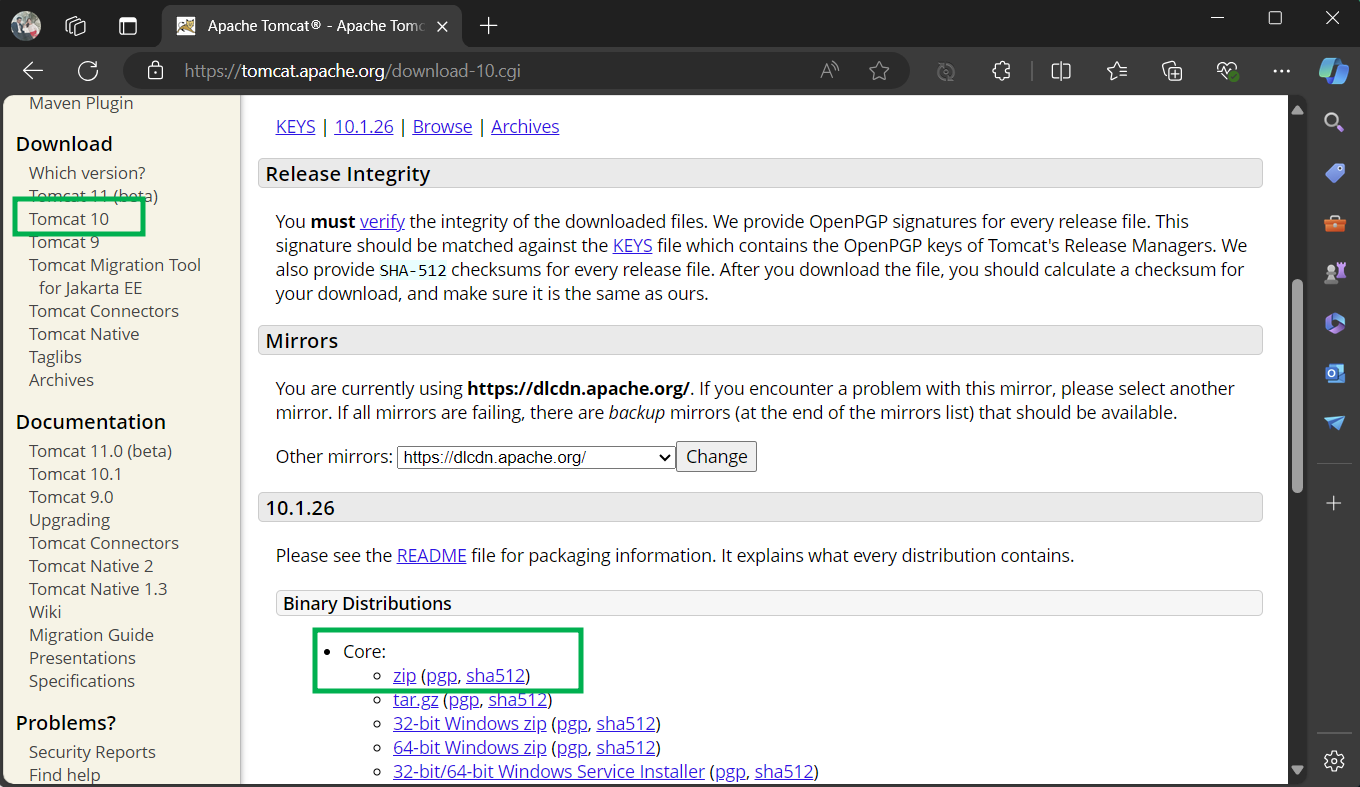 Apache Tomcat® - Apache Tomc
https://tomcat.apache.org/download-10.cgi
Maven Plugin
Download
Which version?
Tomcat 11 (beta)
Tomcat 10
Tomcat 9
Tomcat Migration Tool
for Jakarta EE
Tomcat Connectors
Tomcat Native
Taglibs
Archives
Documentation
Tomcat 11.0 (beta)
Tomcat 10.1
Tomcat 9.0
Upgrading
Tomcat Connectors
Tomcat Native 2
Tomcat Native 1.3
Wiki
Migration Guide
Presentations
Specifications
Problems?
Security Reports
Find help
KEYS | 10.1.26 | Browse | Archives
Release Integrity
You must verify the integrity of the downloaded files. We provide OpenPGP signatures for every release file. This
signature should be matched against the KEYS file which contains the OpenPGP keys of Tomcat's Release Managers. We
also provide SHA-512 checksums for every release file. After you download the file, you should calculate a checksum for
your download, and make sure it is the same as ours.
Mirrors
You are currently using https://dlcdn.apache.org/. If you encounter a problem with this mirror, please select another
mirror. If all mirrors are failing, there are backup mirrors (at the end of the mirrors list) that should be available.
Other mirrors: https://dlcdn.apache.org/ Change
10.1.26
Please see the README file for packaging information. It explains what every distribution contains.
Binary Distributions
• Core:
◦ zip (pgp, sha512)
◦ tar.gz (pgp, sha512)
◦ 32-bit Windows zip (pgp, sha512)
◦ 64-bit Windows zip (pgp, sha512)
◦ 32-bit/64-bit Windows Service Installer (pgp, sha512)